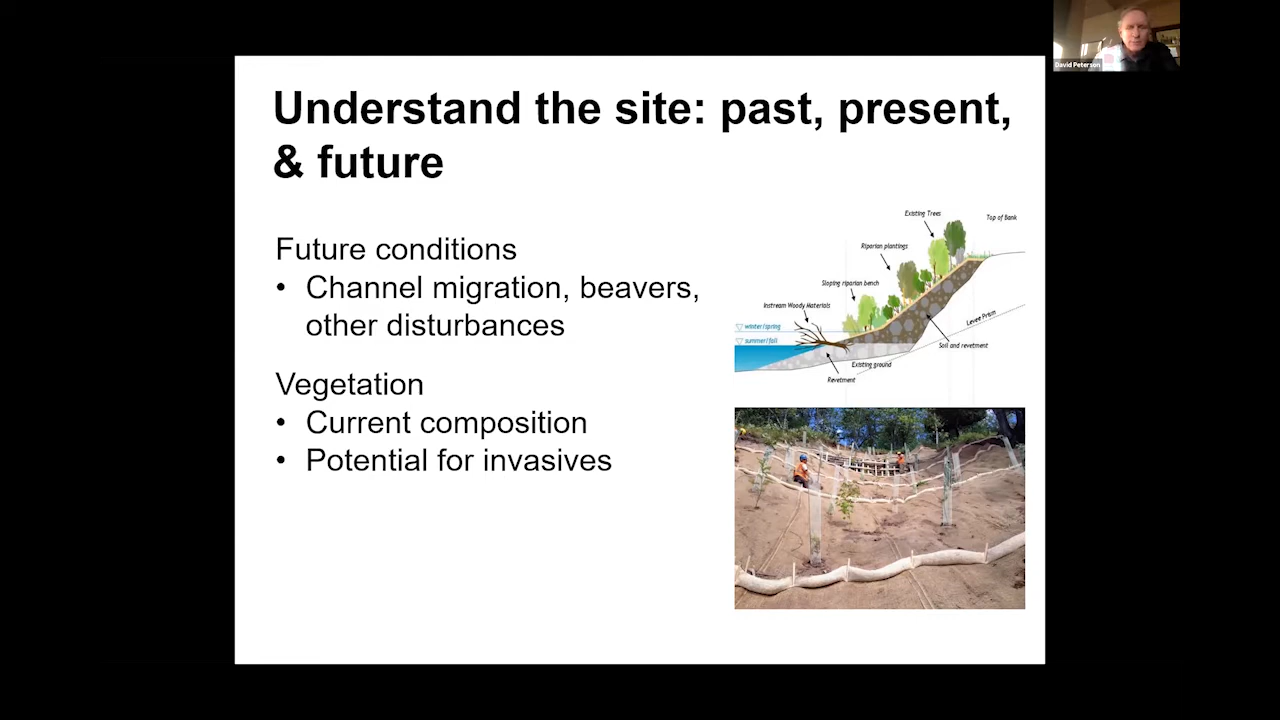 David Peterson
Understand the site: past, present,
& future
Future conditions
• Channel migration, beavers,
other disturbances
Vegetation
• Current composition
• Potential for invasives
Existing Trees
Top of Bank
Riparian plantings
Sloping riparian bench
Instream Woody Materials
winter/spring
summer/fall
Levee Prism
Soil and revetment
Existing ground
Revetment